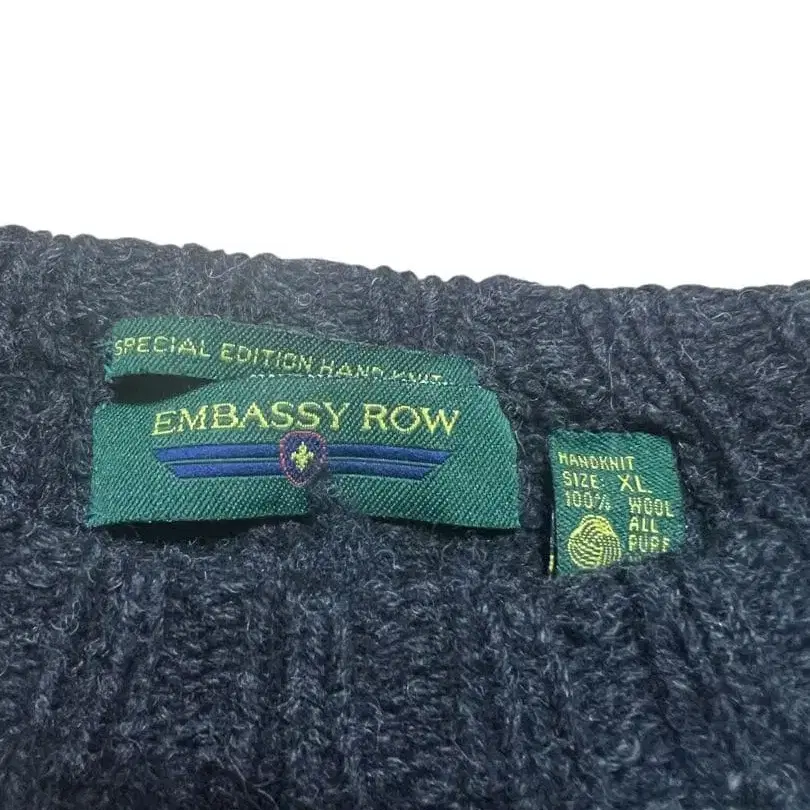 SPECIAL EDITION HAND KNIT
EMBASSY ROW
HANDKNIT
SIZE: XL
100% WOOL
ALL
PURE